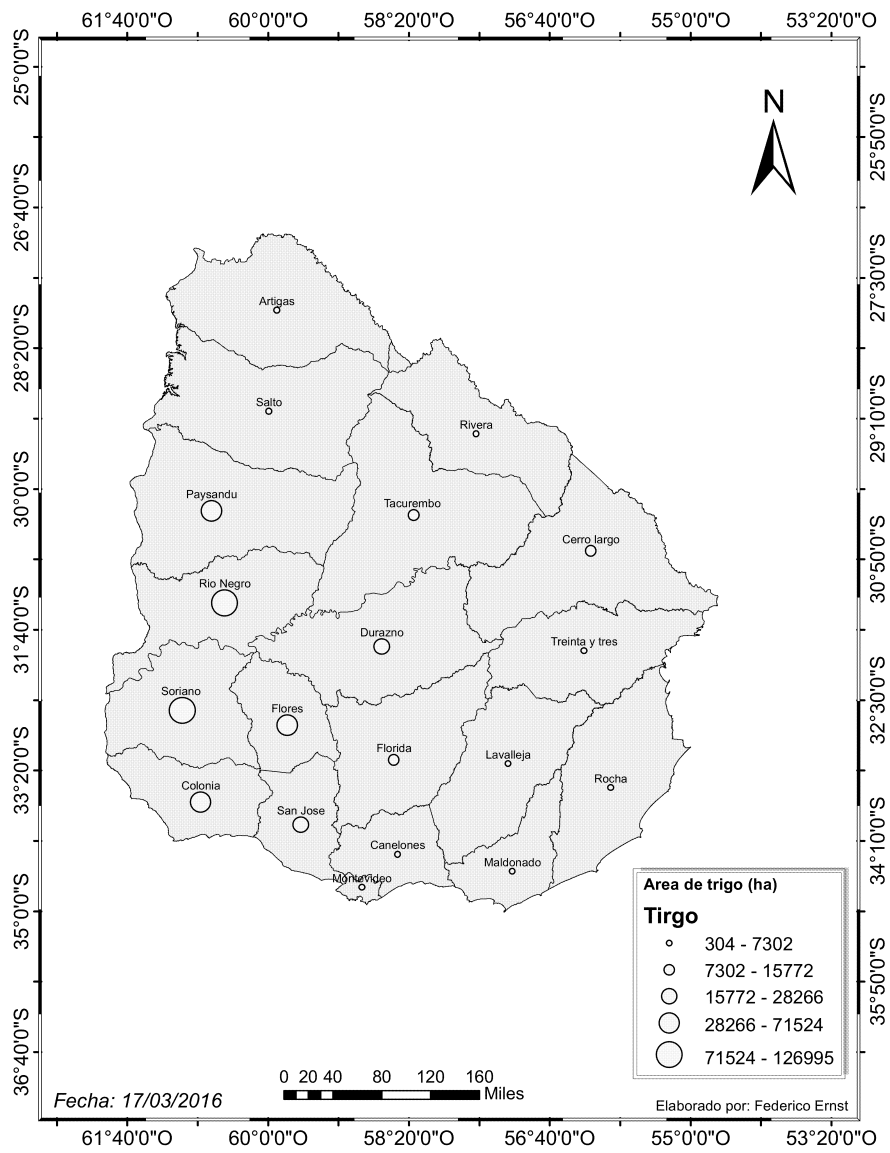 61°40'0"O 60°0'0"O 58°20'0"O 56°40'0"O 55°0'0"O 53°20'0"O
25°0'0"S
26°40'0"S
28°20'0"S
30°0'0"S
31°40'0"S
33°20'0"S
35°0'0"S
36°40'0"S
N
25°50'0"S
27°30'0"S
29°10'0"S
30°50'0"S
32°30'0"S
34°10'0"S
35°50'0"S
Artigas
Salto
Rivera
Paysandu
Tacurembo
Cerro largo
Rio Negro
Durazno
Treinta y tres
Soriano
Flores
Florida
Lavalleja
Rocha
Colonia
San Jose
Canelones
Maldonado
Montevideo
Area de trigo (ha)
Tirgo
304 - 7302
7302 - 15772
15772 - 28266
28266 - 71524
71524 - 126995
0 20 40 80 120 160
Miles
Fecha: 17/03/2016
Elaborado por: Federico Ernst
61°40'0"O 60°0'0"O 58°20'0"O 56°40'0"O 55°0'0"O 53°20'0"O